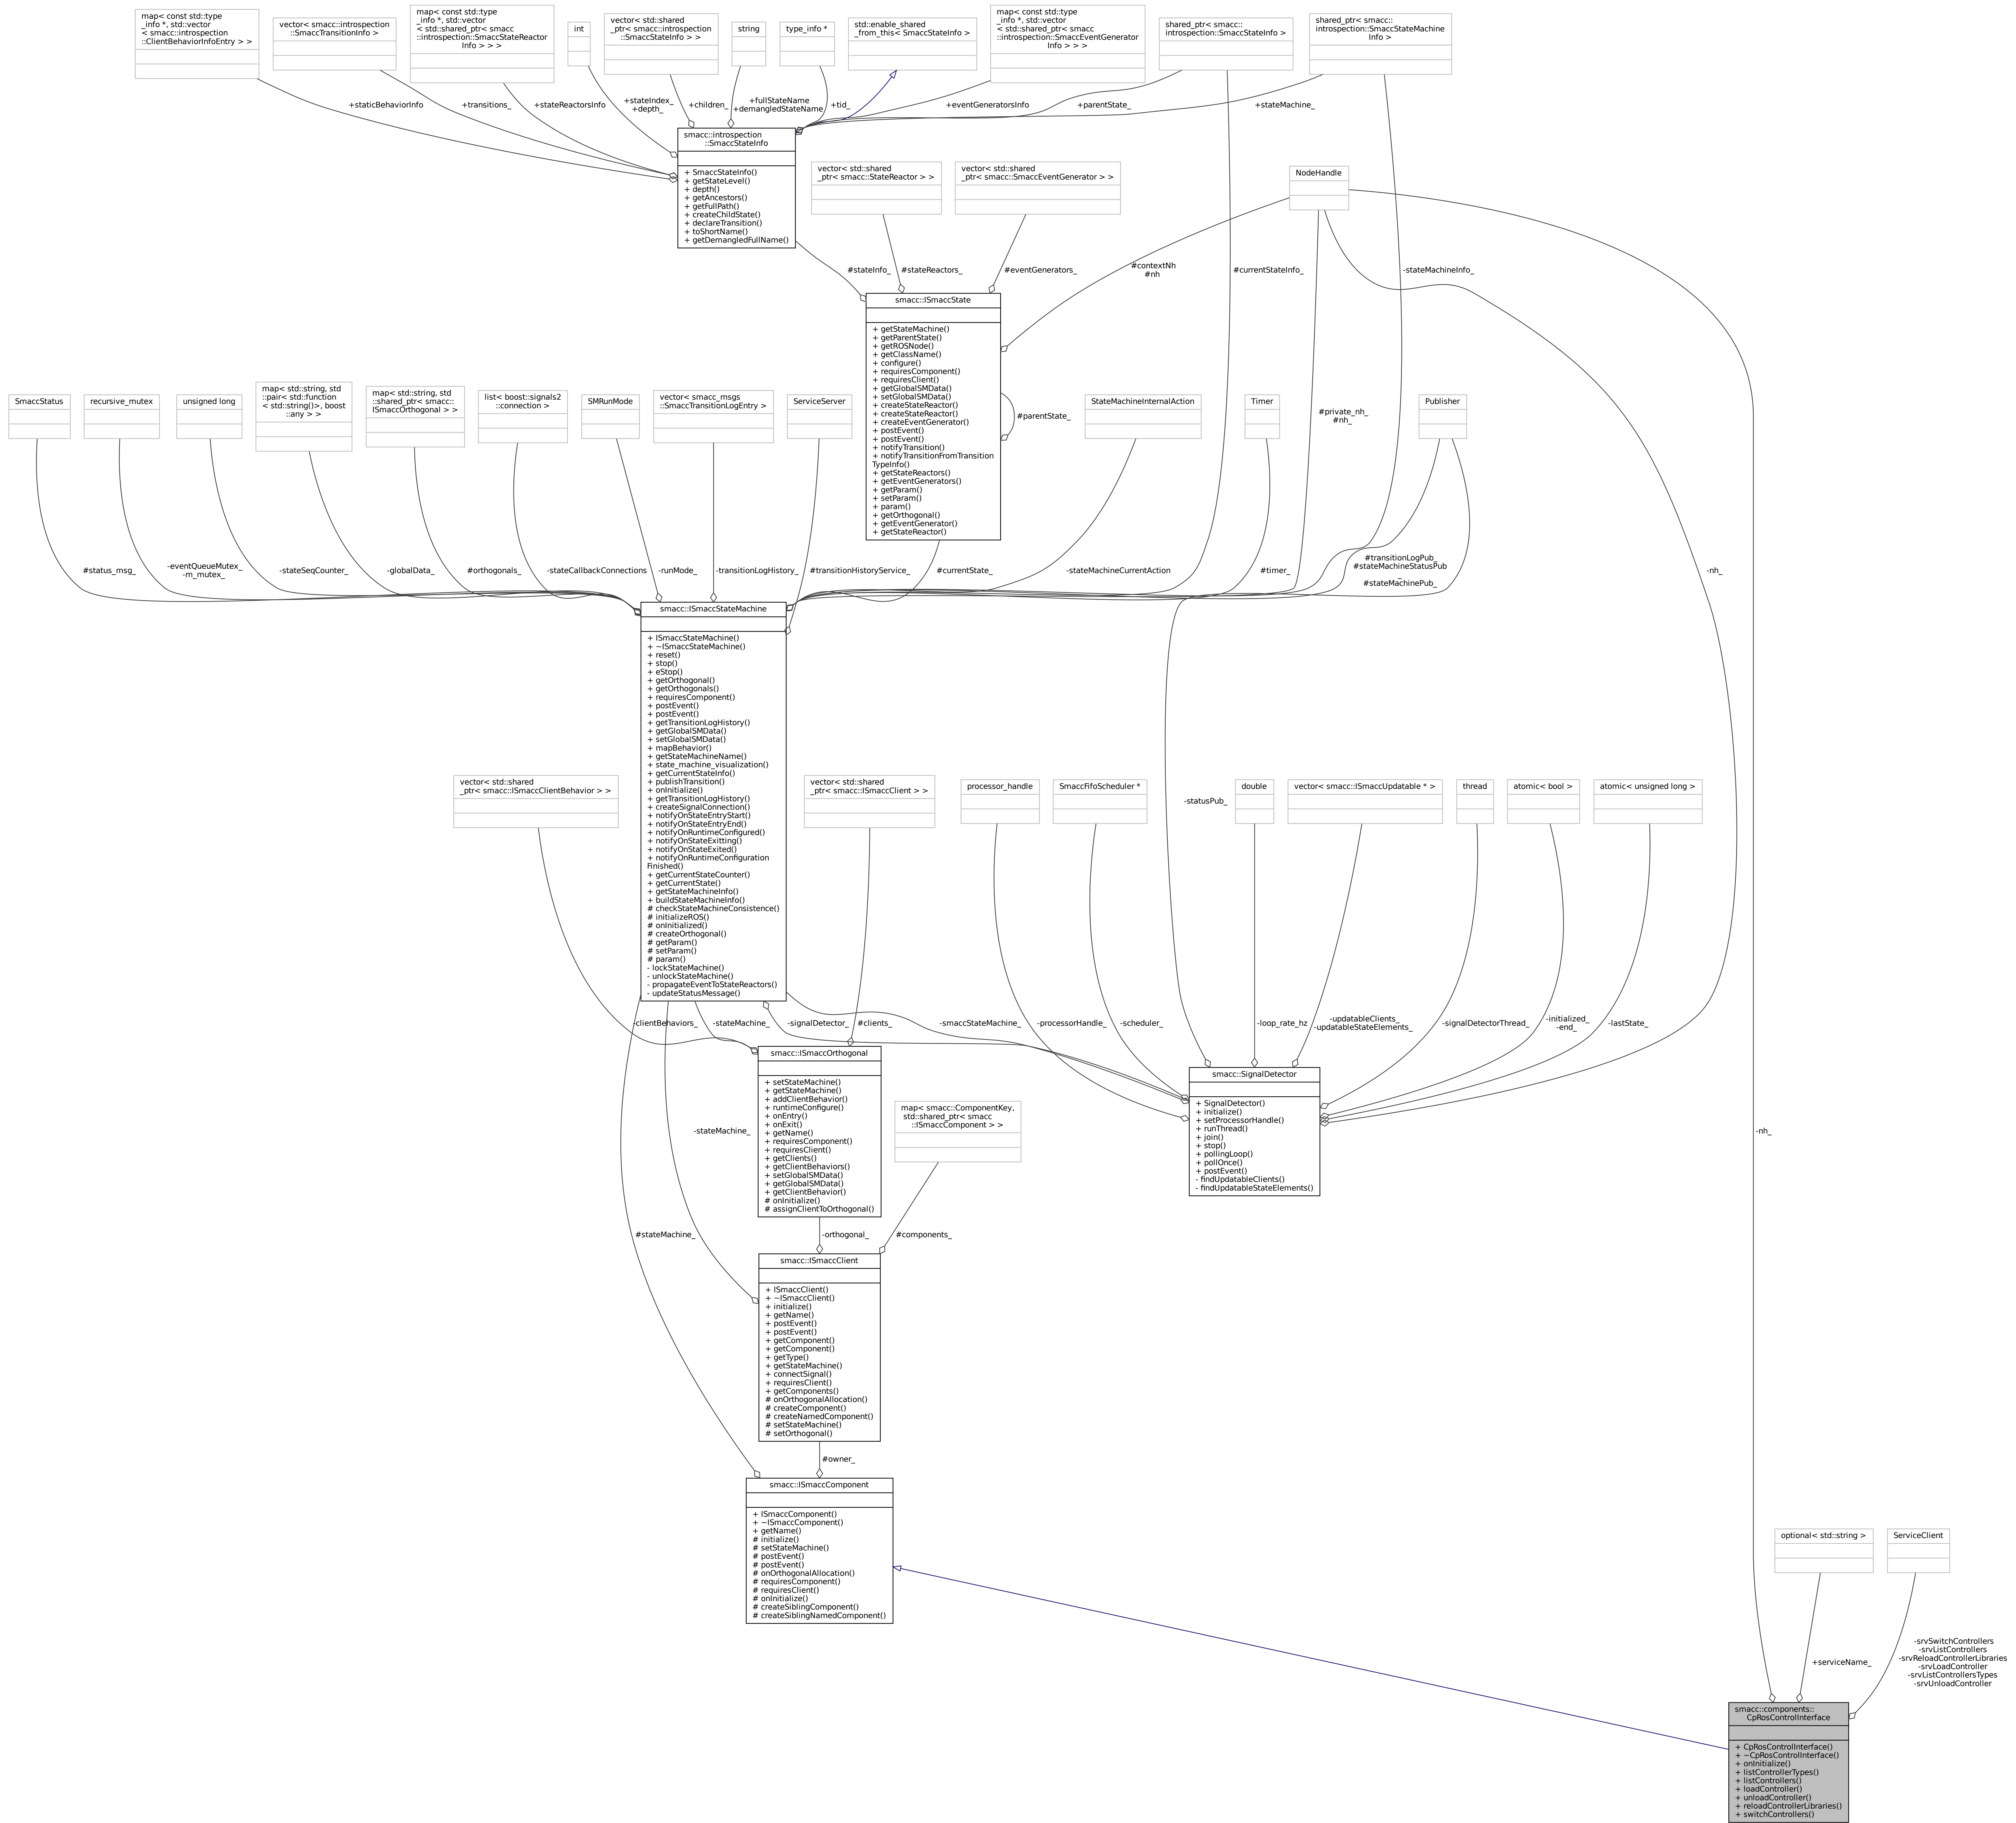 map< const std::type
_info *, std::vector
< smacc::introspection
::ClientBehaviorInfoEntry > >
vector< smacc::introspection
::SmaccTransitionInfo >
map< const std::type
_info *, std::vector
< std::shared_ptr< smacc
::introspection::SmaccStateReactor
Info > > >
int
vector< std::shared
_ptr< smacc::introspection
::SmaccStateInfo > >
string
type_info *
std::enable_shared
_from_this< SmaccStateInfo >
map< const std::type
_info *, std::vector
< std::shared_ptr< smacc
::introspection::SmaccEventGenerator
Info > > >
shared_ptr< smacc::
introspection::SmaccStateInfo >
shared_ptr< smacc::
introspection::SmaccStateMachine
Info >
+staticBehaviorInfo
+transitions_
+stateReactorsInfo
+stateIndex_
+depth_
+children_
+fullStateName
+demangledStateName
+tid_
+eventGeneratorsInfo
+parentState_
+stateMachine_
smacc::introspection
::SmaccStateInfo
+ SmaccStateInfo()
+ getStateLevel()
+ depth()
+ getAncestors()
+ getFullPath()
+ createChildState()
+ declareTransition()
+ toShortName()
+ getDemangledFullName()
vector< std::shared
_ptr< smacc::StateReactor > >
vector< std::shared
_ptr< smacc::SmaccEventGenerator > >
NodeHandle
#stateInfo_
#stateReactors_
#eventGenerators_
#contextNh
#nh
#currentStateInfo_
-stateMachineInfo_
smacc::ISmaccState
+ getStateMachine()
+ getParentState()
+ getROSNode()
+ getClassName()
+ configure()
+ requiresComponent()
+ requiresClient()
+ getGlobalSMData()
+ setGlobalSMData()
+ createStateReactor()
+ createStateReactor()
+ createEventGenerator()
+ postEvent()
+ postEvent()
+ notifyTransition()
+ notifyTransitionFromTransition
TypeInfo()
+ getStateReactors()
+ getEventGenerators()
+ getParam()
+ setParam()
+ param()
+ getOrthogonal()
+ getEventGenerator()
+ getStateReactor()
#parentState_
SmaccStatus
recursive_mutex
unsigned long
map< std::string, std
::pair< std::function
< std::string()>, boost
::any > >
map< std::string, std
::shared_ptr< smacc::
ISmaccOrthogonal > >
list< boost::signals2
::connection >
SMRunMode
vector< smacc_msgs
::SmaccTransitionLogEntry >
ServiceServer
StateMachineInternalAction
Timer
#private_nh_
#nh_
Publisher
#status_msg_
-eventQueueMutex_
-m_mutex_
-stateSeqCounter_
-globalData_
#orthogonals_
-stateCallbackConnections
-runMode_
-transitionLogHistory_
#transitionHistoryService_
#currentState_
-stateMachineCurrentAction
#timer_
#transitionLogPub_
#stateMachineStatusPub
_
#stateMachinePub_
-nh_
smacc::ISmaccStateMachine
+ ISmaccStateMachine()
+ ~ISmaccStateMachine()
+ reset()
+ stop()
+ eStop()
+ getOrthogonal()
+ getOrthogonals()
+ requiresComponent()
+ postEvent()
+ postEvent()
+ getTransitionLogHistory()
+ getGlobalSMData()
+ setGlobalSMData()
+ mapBehavior()
+ getStateMachineName()
+ state_machine_visualization()
+ getCurrentStateInfo()
+ publishTransition()
+ onInitialize()
+ getTransitionLogHistory()
+ createSignalConnection()
+ notifyOnStateEntryStart()
+ notifyOnStateEntryEnd()
+ notifyOnRuntimeConfigured()
+ notifyOnStateExitting()
+ notifyOnStateExited()
+ notifyOnRuntimeConfiguration
Finished()
+ getCurrentStateCounter()
+ getCurrentState()
+ getStateMachineInfo()
+ buildStateMachineInfo()
# checkStateMachineConsistence()
# initializeROS()
# onInitialized()
# createOrthogonal()
# getParam()
# setParam()
# param()
- lockStateMachine()
- unlockStateMachine()
- propagateEventToStateReactors()
- updateStatusMessage()
vector< std::shared
_ptr< smacc::ISmaccClientBehavior > >
vector< std::shared
_ptr< smacc::ISmaccClient > >
processor_handle
SmaccFifoScheduler *
-statusPub_
double
vector< smacc::ISmaccUpdatable * >
thread
atomic< bool >
atomic< unsigned long >
-clientBehaviors_
-stateMachine_
-signalDetector_
#clients_
-smaccStateMachine_
-processorHandle_
-scheduler_
-loop_rate_hz
-updatableClients_
-updatableStateElements_
-signalDetectorThread_
-initialized_
-end_
-lastState_
smacc::ISmaccOrthogonal
+ setStateMachine()
+ getStateMachine()
+ addClientBehavior()
+ runtimeConfigure()
+ onEntry()
+ onExit()
+ getName()
+ requiresComponent()
+ requiresClient()
+ getClients()
+ getClientBehaviors()
+ setGlobalSMData()
+ getGlobalSMData()
+ getClientBehavior()
# onInitialize()
# assignClientToOrthogonal()
smacc::SignalDetector
+ SignalDetector()
+ initialize()
+ setProcessorHandle()
+ runThread()
+ join()
+ stop()
+ pollingLoop()
+ pollOnce()
+ postEvent()
- findUpdatableClients()
- findUpdatableStateElements()
map< smacc::ComponentKey,
std::shared_ptr< smacc
::ISmaccComponent > >
-stateMachine_
-nh_
#stateMachine_
-orthogonal_
#components_
smacc::ISmaccClient
+ ISmaccClient()
+ ~ISmaccClient()
+ initialize()
+ getName()
+ postEvent()
+ postEvent()
+ getComponent()
+ getComponent()
+ getType()
+ getStateMachine()
+ connectSignal()
+ requiresClient()
+ getComponents()
# onOrthogonalAllocation()
# createComponent()
# createNamedComponent()
# setStateMachine()
# setOrthogonal()
#owner_
smacc::ISmaccComponent
+ ISmaccComponent()
+ ~ISmaccComponent()
+ getName()
# initialize()
# setStateMachine()
# postEvent()
# postEvent()
# onOrthogonalAllocation()
# requiresComponent()
# requiresClient()
# onInitialize()
# createSiblingComponent()
# createSiblingNamedComponent()
optional< std::string >
ServiceClient
+serviceName_
-srvSwitchControllers
-srvListControllers
-srvReloadControllerLibraries
-srvLoadController
-srvListControllersTypes
-srvUnloadController
smacc::components::
CpRosControlInterface
+ CpRosControlInterface()
+ ~CpRosControlInterface()
+ onInitialize()
+ listControllerTypes()
+ listControllers()
+ loadController()
+ unloadController()
+ reloadControllerLibraries()
+ switchControllers()